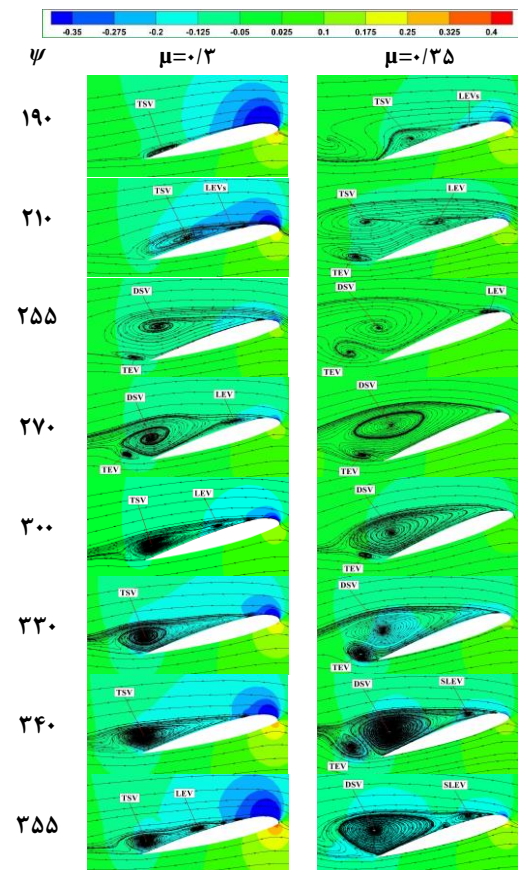 -0.35 -0.275 -0.2 -0.125 -0.05 0.025 0.1 0.175 0.25 0.325 0.4
ψ μ=۰/۳ μ=۰/۳۵
۱۹۰
TSV
TSV LEVs
۲۱۰
TSV LEVs
TSV LEV
TEV
۲۵۵
DSV
TEV
DSV LEV
TEV
۲۷۰
DSV LEV
TEV
DSV
TEV
۳۰۰
TSV LEV
DSV
TEV
۳۳۰
TSV
DSV
TEV
۳۴۰
TSV
DSV SLEV
TEV
۳۵۵
TSV LEV
DSV SLEV